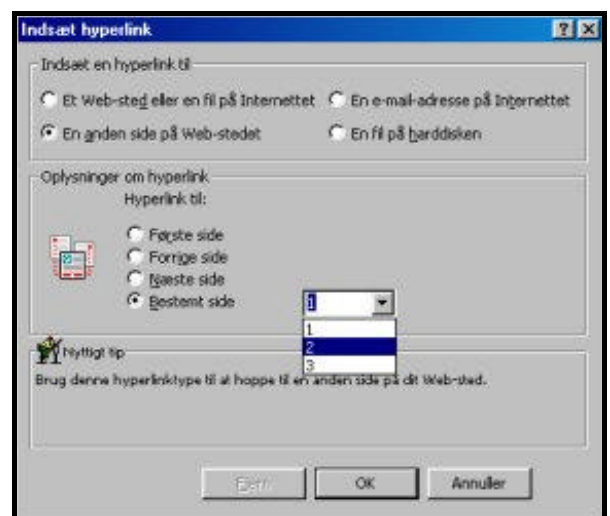 Indsæt hyperlink
Indsæt en hyperlink til
Et Web-sted eller en fil på Internettet
En e-mail-adresse på Internettet
En anden side på Web-stedet
En fil på harddisken
Oplysninger om hyperlink
Hyperlink til:
Første side
Forrige side
Næste side
Bestemt side
1
1
2
3
Nyttigt tip
Brug denne hyperlinktype til at hoppe til en anden side på dit Web-sted.
Fjern
OK
Annuller